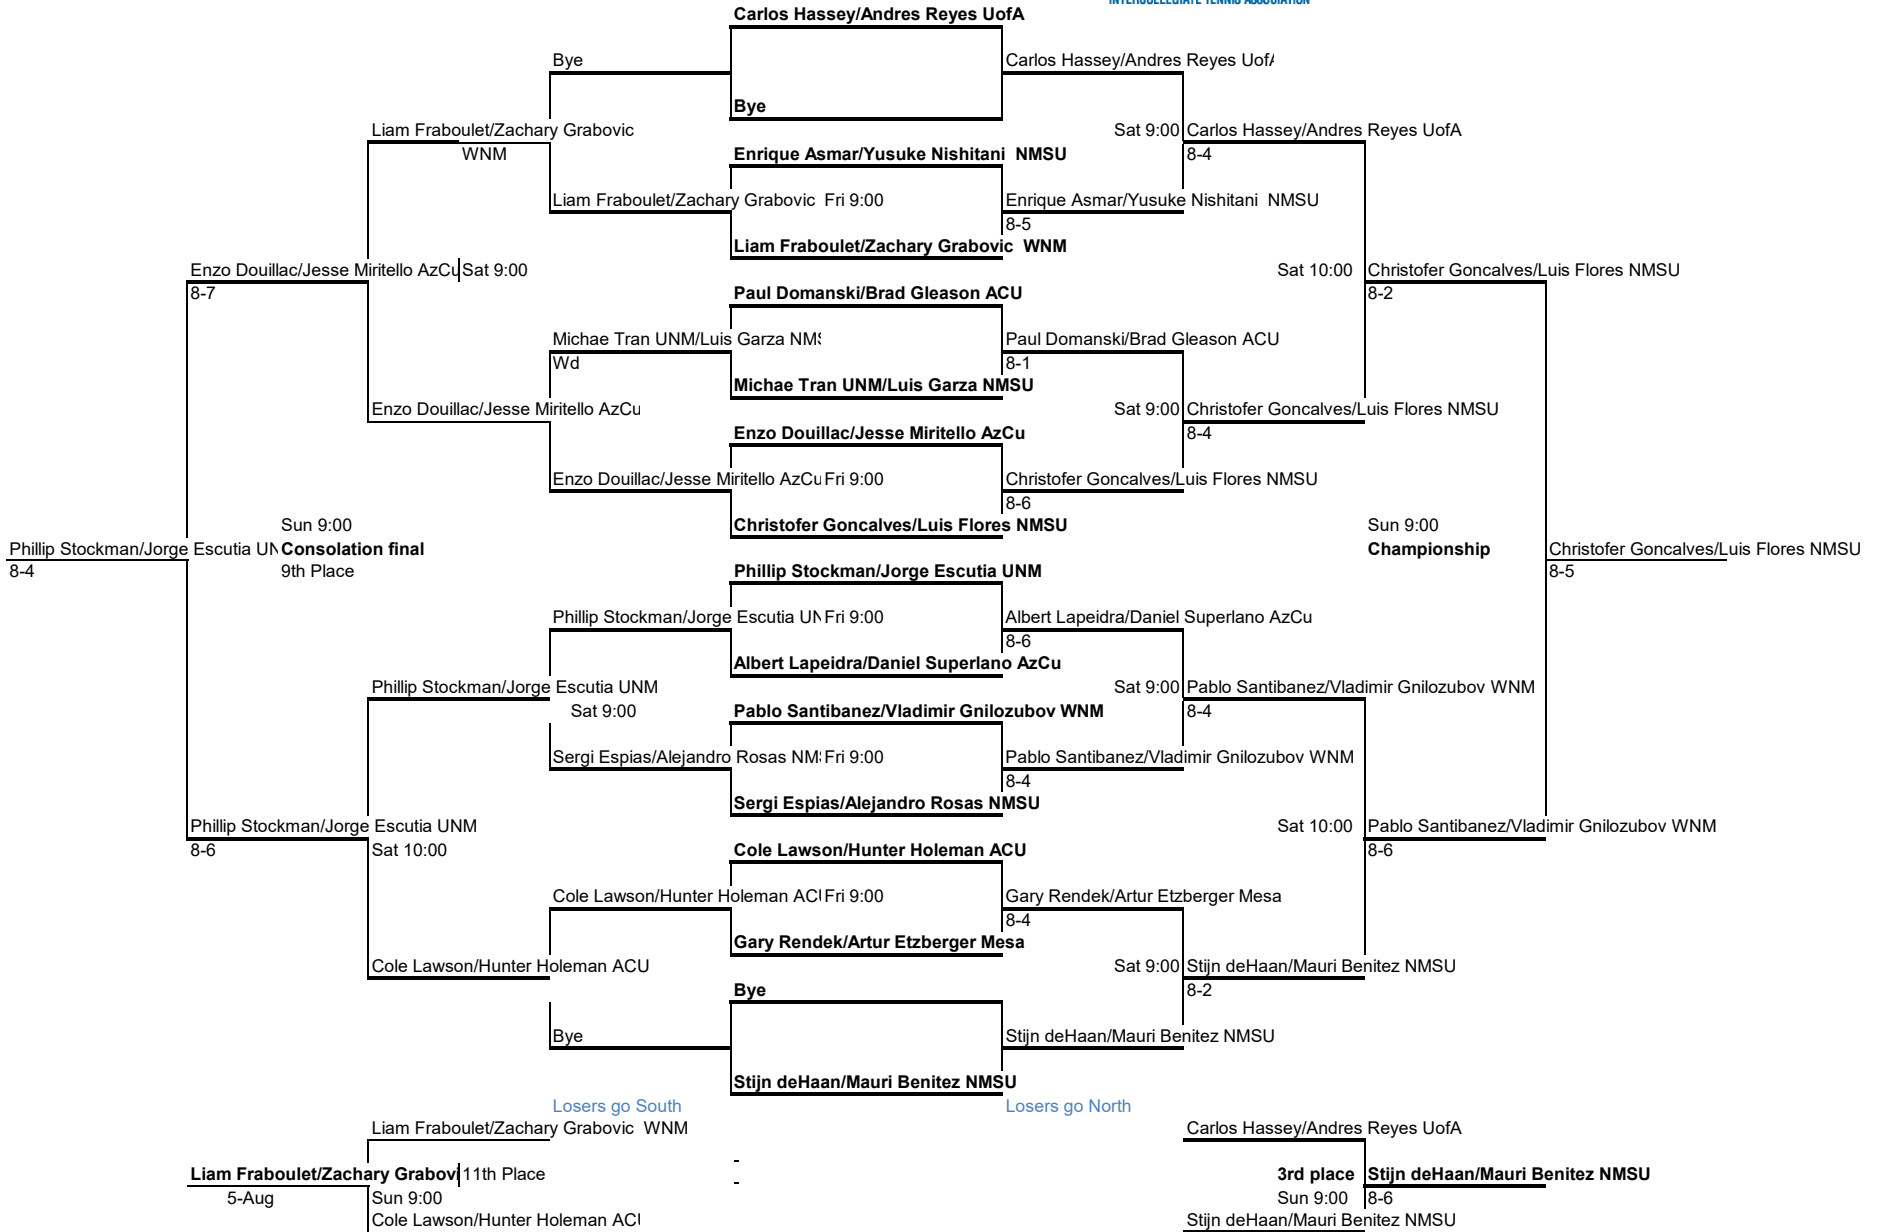 INTERCOLLEGIATE TENNIS ASSOCIATION
Carlos Hassey/Andres Reyes UofA
Bye
Carlos Hassey/Andres Reyes UofA
Bye
Liam Fraboulet/Zachary Grabovic
Sat 9:00
Carlos Hassey/Andres Reyes UofA
WNM
Enrique Asmar/Yusuke Nishitani NMSU
8-4
Liam Fraboulet/Zachary Grabovic
Fri 9:00
Enrique Asmar/Yusuke Nishitani NMSU
8-5
Liam Fraboulet/Zachary Grabovic WNM
Enzo Douillac/Jesse Miritello AzCu
Sat 9:00
Sat 10:00
Christofer Goncalves/Luis Flores NMSU
8-7
Paul Domanski/Brad Gleason ACU
8-2
Michae Tran UNM/Luis Garza NMS
Paul Domanski/Brad Gleason ACU
Wd
8-1
Michae Tran UNM/Luis Garza NMSU
Enzo Douillac/Jesse Miritello AzCu
Sat 9:00
Christofer Goncalves/Luis Flores NMSU
Enzo Douillac/Jesse Miritello AzCu
8-4
Enzo Douillac/Jesse Miritello AzCu
Fri 9:00
Christofer Goncalves/Luis Flores NMSU
8-6
Sun 9:00
Christofer Goncalves/Luis Flores NMSU
Sun 9:00
Phillip Stockman/Jorge Escutia UN
Consolation final
Championship
Christofer Goncalves/Luis Flores NMSU
8-4
9th Place
Phillip Stockman/Jorge Escutia UNM
8-5
Phillip Stockman/Jorge Escutia UN
Fri 9:00
Albert Lapeidra/Daniel Superlano AzCu
8-6
Albert Lapeidra/Daniel Superlano AzCu
Phillip Stockman/Jorge Escutia UNM
Sat 9:00
Pablo Santibanez/Vladimir Gnilozubov WNM
Sat 9:00
Pablo Santibanez/Vladimir Gnilozubov WNM
8-4
Sergi Espias/Alejandro Rosas NMS
Fri 9:00
Pablo Santibanez/Vladimir Gnilozubov WNM
8-4
Sergi Espias/Alejandro Rosas NMSU
Phillip Stockman/Jorge Escutia UNM
Sat 10:00
Pablo Santibanez/Vladimir Gnilozubov WNM
8-6
Sat 10:00
Cole Lawson/Hunter Holeman ACU
8-6
Cole Lawson/Hunter Holeman ACU
Fri 9:00
Gary Rendek/Artur Etzberger Mesa
8-4
Gary Rendek/Artur Etzberger Mesa
Cole Lawson/Hunter Holeman ACU
Sat 9:00
Stijn deHaan/Mauri Benitez NMSU
Bye
8-2
Bye
Stijn deHaan/Mauri Benitez NMSU
Stijn deHaan/Mauri Benitez NMSU
Losers go South
Losers go North
Liam Fraboulet/Zachary Grabovic WNM
Carlos Hassey/Andres Reyes UofA
-
Liam Fraboulet/Zachary Grabovi
11th Place
3rd place
Stijn deHaan/Mauri Benitez NMSU
-
5-Aug
Sun 9:00
Sun 9:00
8-6
Cole Lawson/Hunter Holeman ACU
Stijn deHaan/Mauri Benitez NMSU